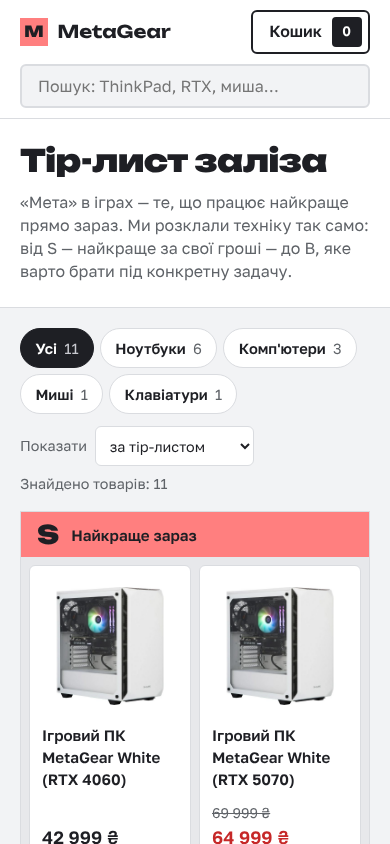 M MetaGear
Кошик 0
Пошук: ThinkPad, RTX, миша…
Тір-лист заліза
«Мета» в іграх — те, що працює найкраще
прямо зараз. Ми розклали техніку так само:
від S — найкраще за свої гроші — до B, яке
варто брати під конкретну задачу.
Усі 11
Ноутбуки 6
Комп'ютери 3
Миші 1
Клавіатури 1
Показати
за тір-листом
Знайдено товарів: 11
S Найкраще зараз
Ігровий ПК
MetaGear White
(RTX 4060)
42 999 ₴
Ігровий ПК
MetaGear White
(RTX 5070)
69 999 ₴
64 999 ₴